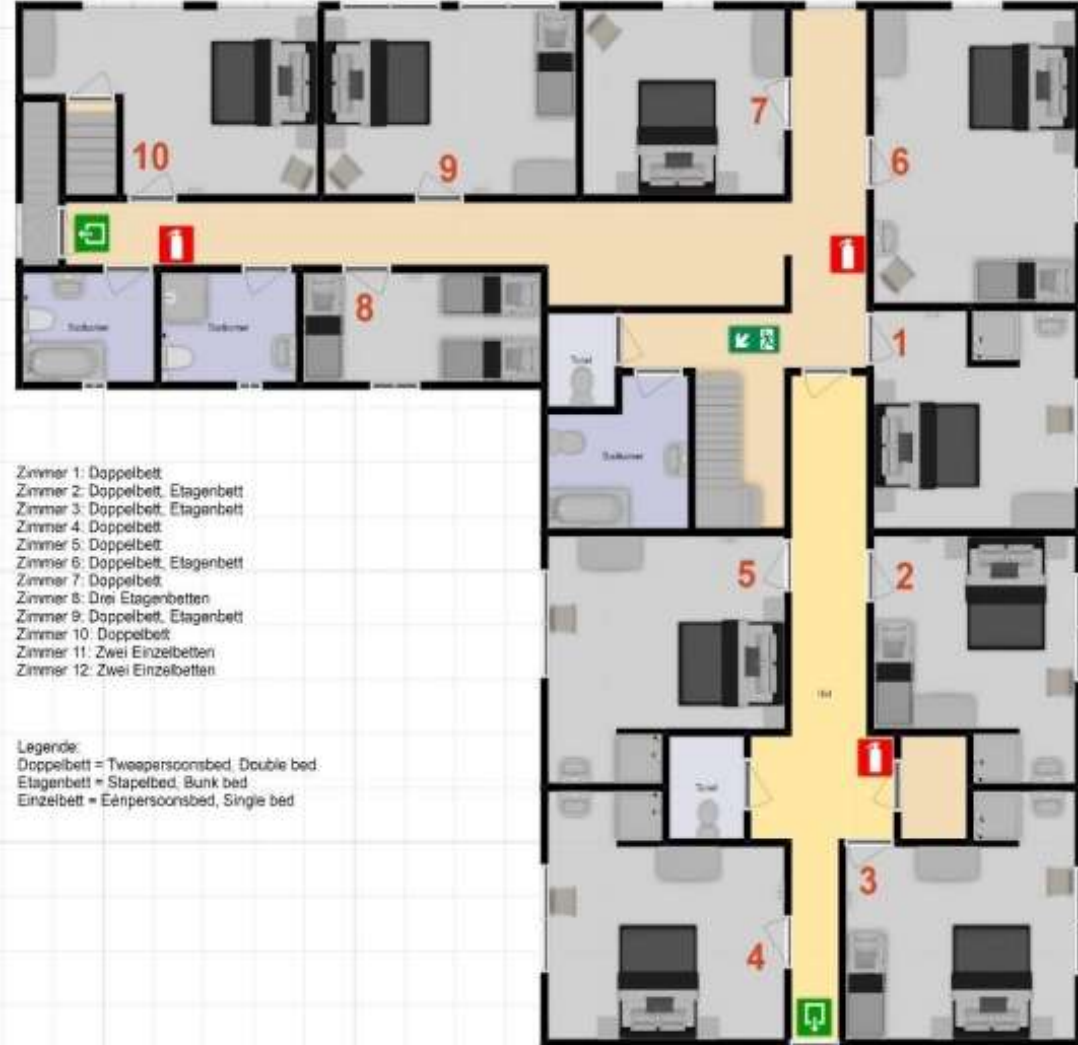 10
9
7
6
8
1
Toilet
5
2
Hal
Toilet
3
4
Zimmer 1: Doppelbett
Zimmer 2: Doppelbett, Etagenbett
Zimmer 3: Doppelbett, Etagenbett
Zimmer 4: Doppelbett
Zimmer 5: Doppelbett
Zimmer 6: Doppelbett, Etagenbett
Zimmer 7: Doppelbett
Zimmer 8: Drei Etagenbetten
Zimmer 9: Doppelbett, Etagenbett
Zimmer 10: Doppelbett
Zimmer 11: Zwei Einzelbetten
Zimmer 12: Zwei Einzelbetten
Legende:
Doppelbett = Tweepersoonsbed, Double bed
Etagenbett = Stapelbed, Bunk bed
Einzelbett = Eenpersoonsbed, Single bed